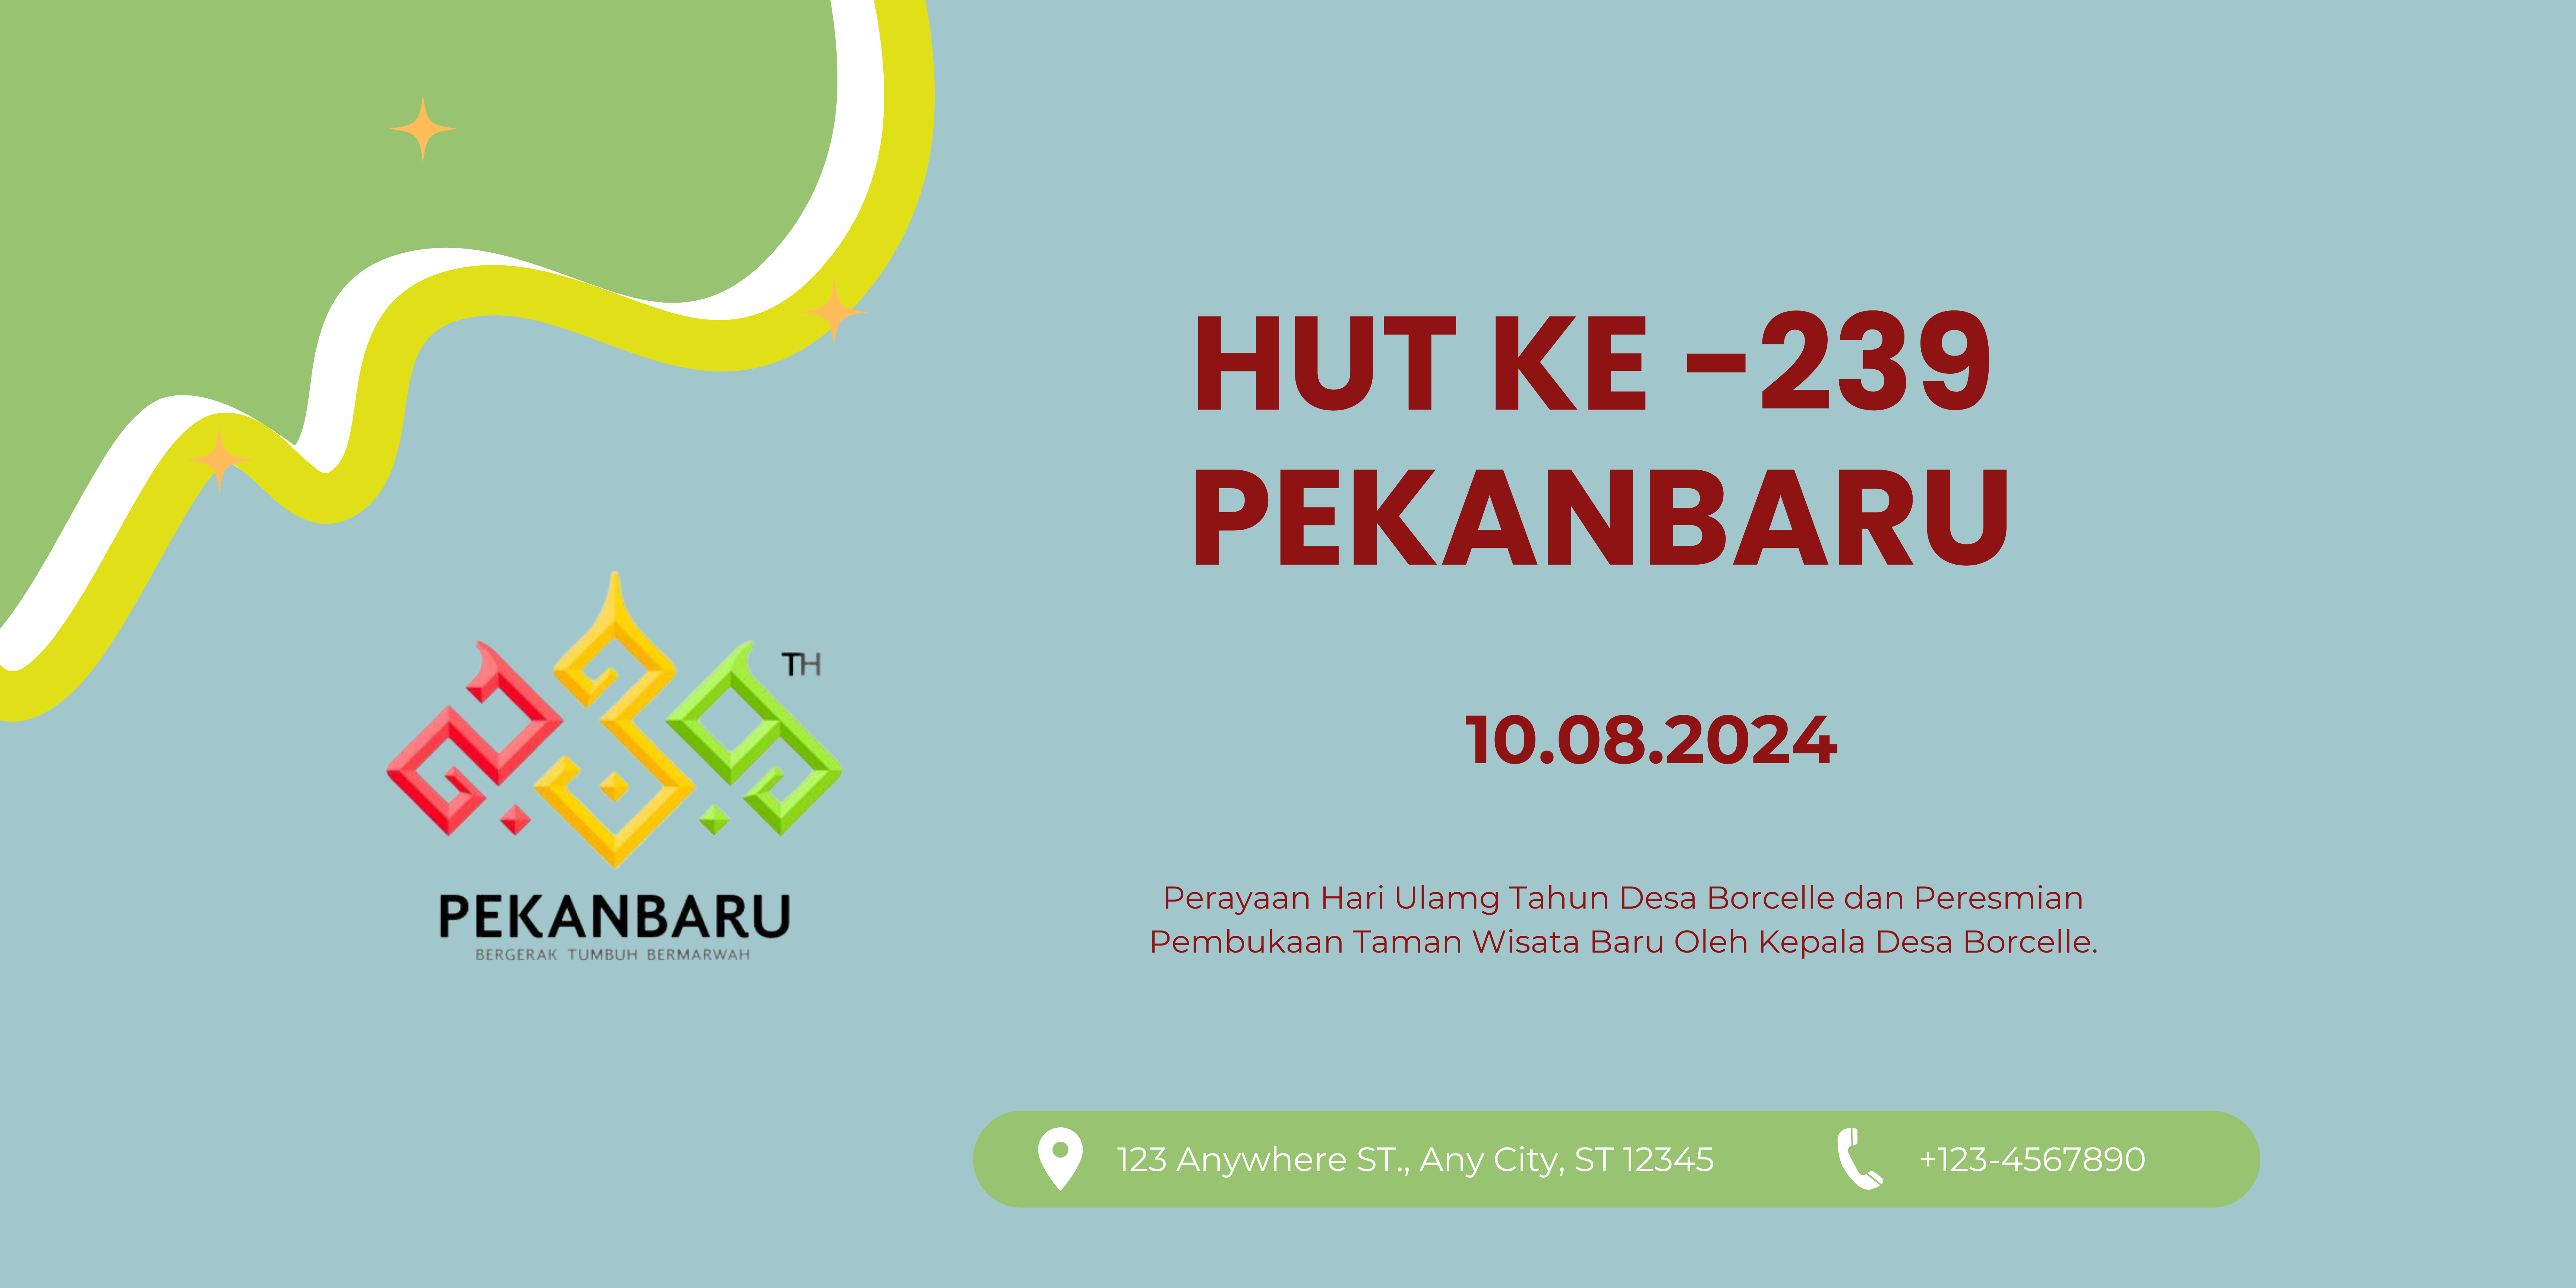 HUT KE -239
PEKANBARU
TH
PEKANBARU
BERGERAK TUMBUH BERMARWAH
10.08.2024
Perayaan Hari Ulamg Tahun Desa Borcelle dan Peresmian
Pembukaan Taman Wisata Baru Oleh Kepala Desa Borcelle.
123 Anywhere ST., Any City, ST 12345
+123-4567890